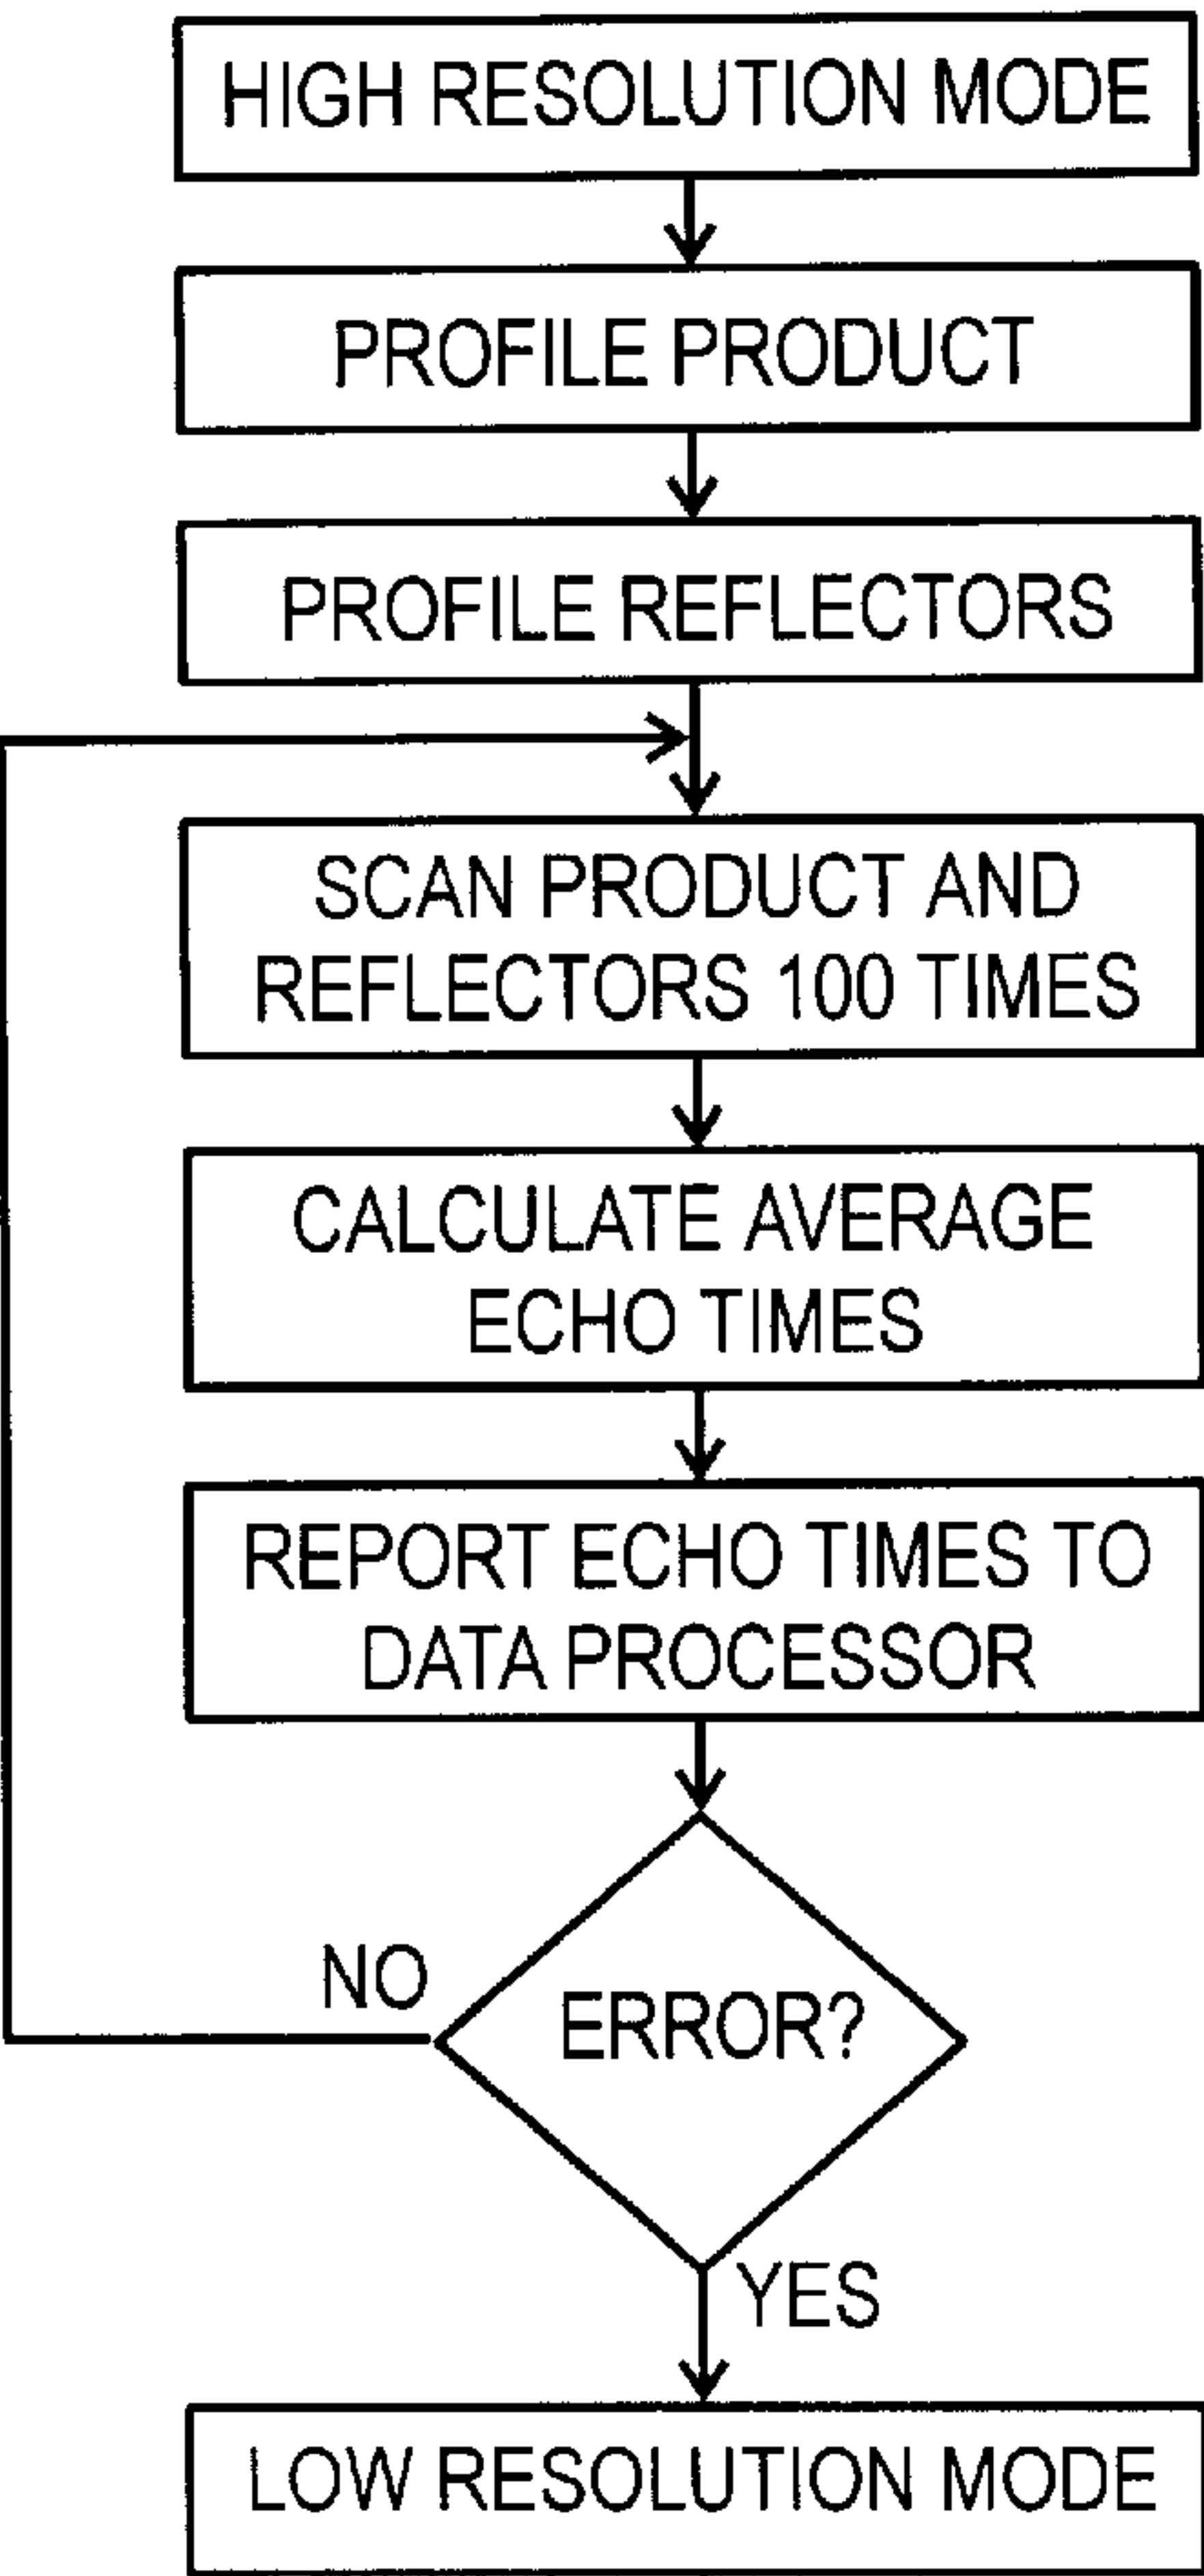 HIGH RESOLUTION MODE
PROFILE PRODUCT
PROFILE REFLECTORS
SCAN PRODUCT AND
REFLECTORS 100 TIMES
CALCULATE AVERAGE
ECHO TIMES
REPORT ECHO TIMES TO
DATA PROCESSOR
ERROR?
NO
YES
LOW RESOLUTION MODE